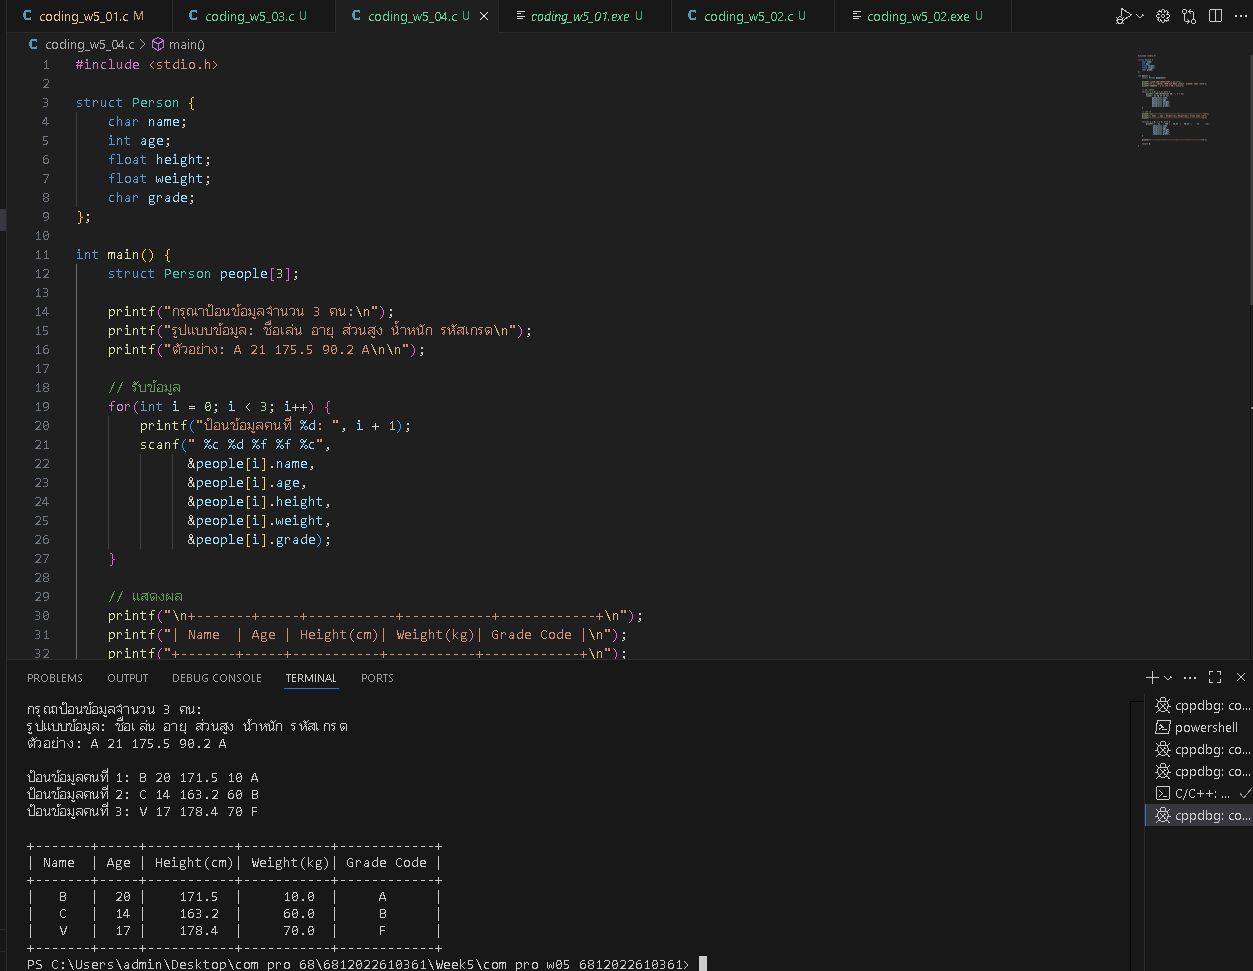 coding_w5_01.c M
coding_w5_03.c U
coding_w5_04.c U
coding_w5_01.exe U
coding_w5_02.c U
coding_w5_02.exe U
coding_w5_04.c > main()
1 #include <stdio.h>
2
3 struct Person {
4 char name;
5 int age;
6 float height;
7 float weight;
8 char grade;
9 };
10
11 int main() {
12 struct Person people[3];
13
14 printf("กรุณาป้อนข้อมูลจำนวน 3 คน:\n");
15 printf("รูปแบบข้อมูล: ชื่อเล่น อายุ ส่วนสูง น้ำหนัก รหัสเกรด\n");
16 printf("ตัวอย่าง: A 21 175.5 90.2 A\n\n");
17
18 // รับข้อมูล
19 for(int i = 0; i < 3; i++) {
20 printf("ป้อนข้อมูลคนที่ %d: ", i + 1);
21 scanf(" %c %d %f %f %c",
22 &people[i].name,
23 &people[i].age,
24 &people[i].height,
25 &people[i].weight,
26 &people[i].grade);
27 }
28
29 // แสดงผล
30 printf("\n+-------+-----+-----------+-----------+------------+\n");
31 printf("| Name  | Age | Height(cm)| Weight(kg)| Grade Code |\n");
32 printf("+-------+-----+-----------+-----------+------------+\n");
PROBLEMS OUTPUT DEBUG CONSOLE TERMINAL PORTS
กรุณาป้อนข้อมูลจำนวน 3 คน:
รูปแบบข้อมูล: ชื่อเล่น อายุ ส่วนสูง น้ำหนัก รหัสเกรด
ตัวอย่าง: A 21 175.5 90.2 A
ป้อนข้อมูลคนที่ 1: B 20 171.5 10 A
ป้อนข้อมูลคนที่ 2: C 14 163.2 60 B
ป้อนข้อมูลคนที่ 3: V 17 178.4 70 F
+-------+-----+-----------+-----------+------------+
| Name  | Age | Height(cm)| Weight(kg)| Grade Code |
+-------+-----+-----------+-----------+------------+
| B | 20 | 171.5 | 10.0 | A |
| C | 14 | 163.2 | 60.0 | B |
| V | 17 | 178.4 | 70.0 | F |
+-------+-----+-----------+-----------+------------+
PS C:\Users\admin\Desktop\com pro 68\6812022610361\Week5\com pro w05 6812022610361>
cppdbg: co...
powershell
cppdbg: co...
cppdbg: co...
C/C++: ...
cppdbg: co...